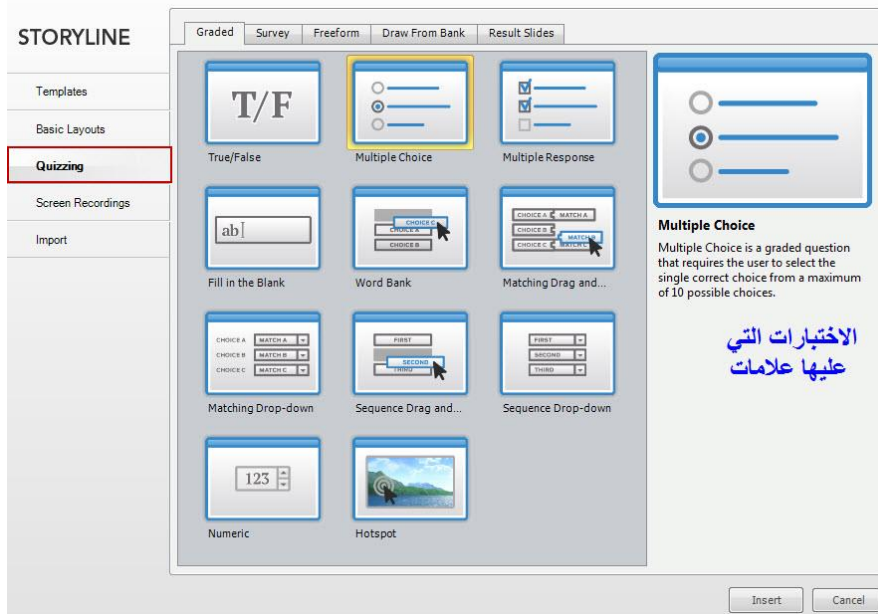 STORYLINE
Templates
Basic Layouts
Quizzing
Screen Recordings
Import
Graded Survey Freeform Draw From Bank Result Slides
T/F
True/False Multiple Choice Multiple Response
ab
CHOICE C
CHOICE A
CHOICE B
CHOICE A MATCH A
CHOICE B MATCH B
CHOICE C MATCH C
Fill in the Blank Word Bank Matching Drag and...
CHOICE A MATCH A
CHOICE B MATCH B
CHOICE C MATCH C
FIRST
SECOND
THIRD
FIRST
SECOND
THIRD
Matching Drop-down Sequence Drag and... Sequence Drop-down
123
Numeric Hotspot
Multiple Choice
Multiple Choice is a graded question
that requires the user to select the
single correct choice from a maximum
of 10 possible choices.
الاختبارات التي
عليها علامات
Insert Cancel